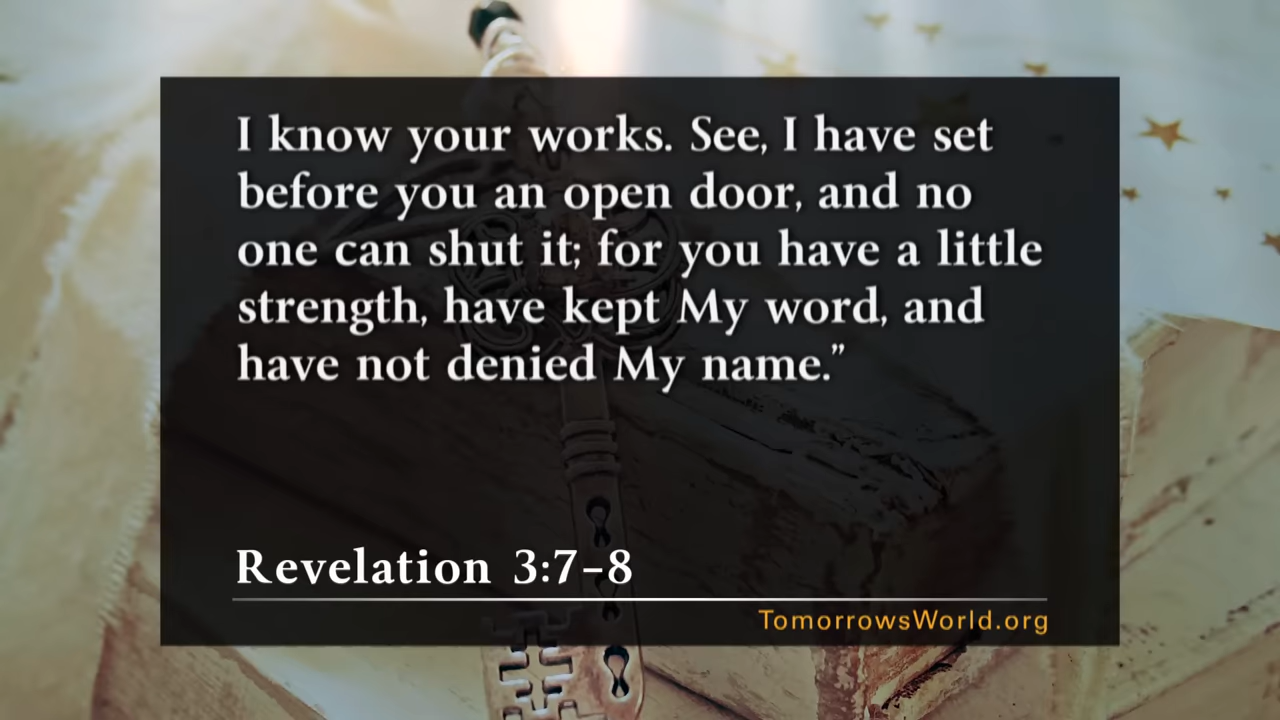 I know your works. See, I have set
before you an open door, and no
one can shut it; for you have a little
strength, have kept My word, and
have not denied My name.”
Revelation 3:7–8
TomorrowsWorld.org